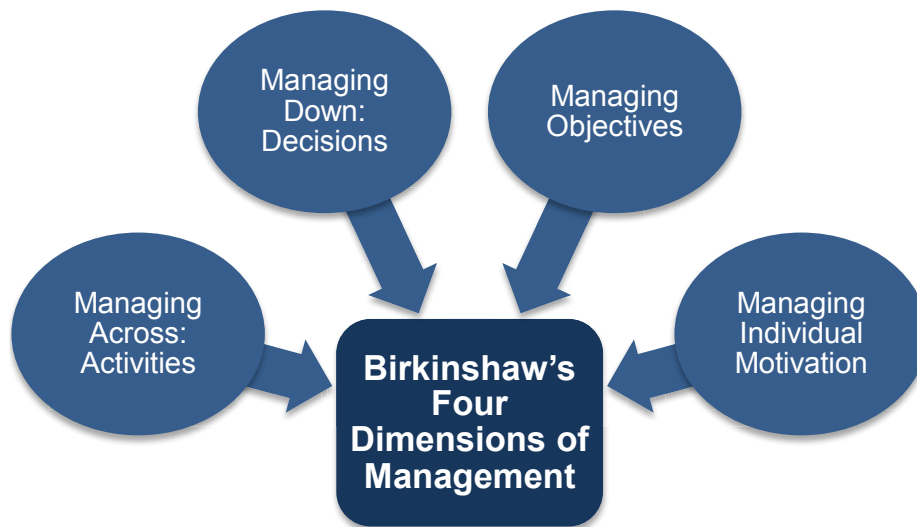 Managing
Down:
Decisions
Managing
Objectives
Managing
Across:
Activities
Managing
Individual
Motivation
Birkinshaw’s
Four
Dimensions of
Management